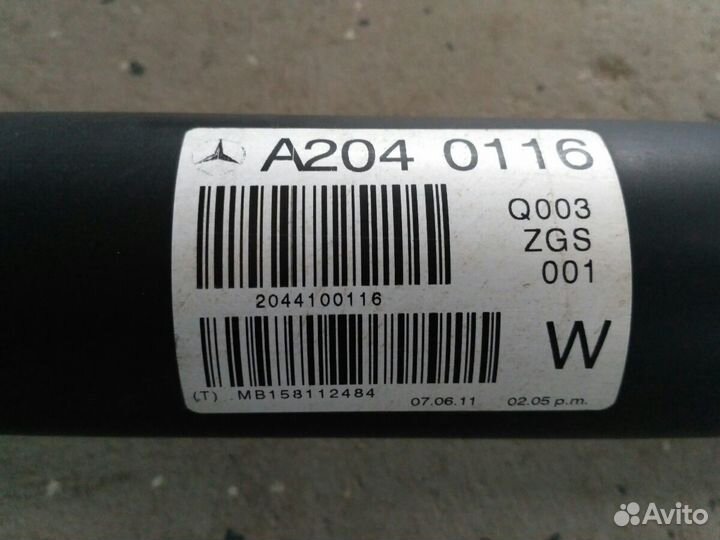 A204 0116
Q003
ZGS
001
2044100116
W
(T) MB158112484 07.06.11 02.05 p.m.
Avito